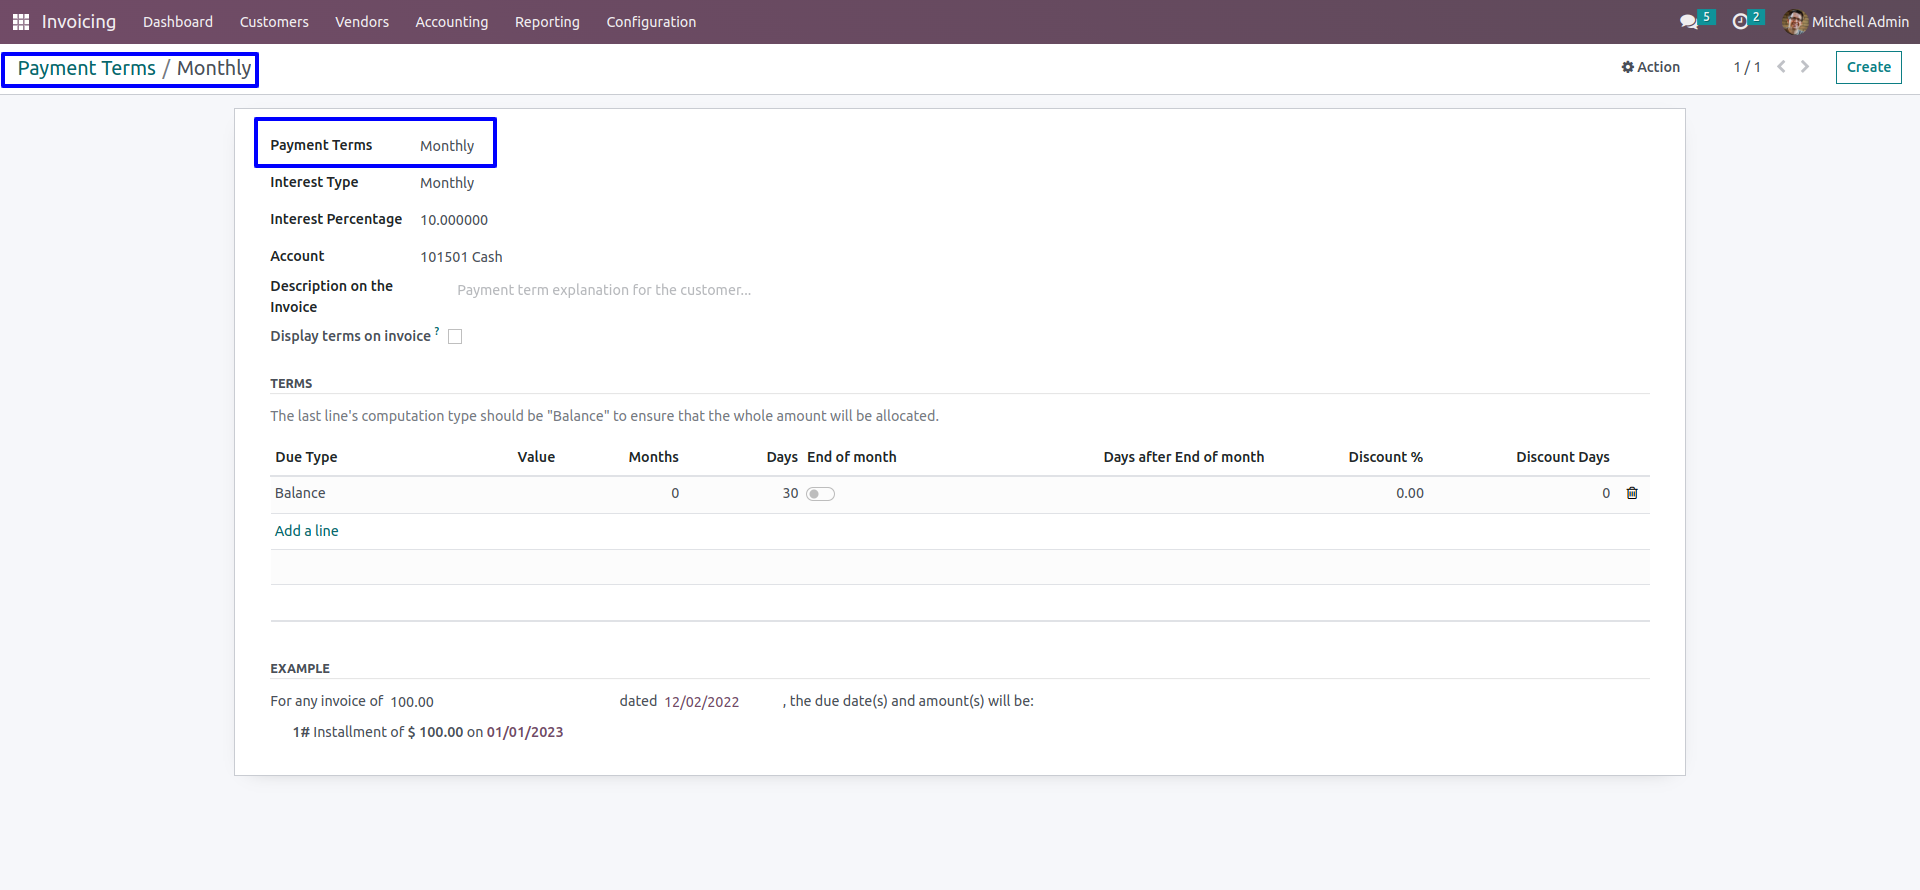 Invoicing Dashboard Customers Vendors Accounting Reporting Configuration 5 2 Mitchell Admin
Payment Terms / Monthly Action 1 / 1 Create
Payment Terms Monthly
Interest Type Monthly
Interest Percentage 10.000000
Account 101501 Cash
Description on the Invoice Payment term explanation for the customer...
Display terms on invoice ?
TERMS
The last line's computation type should be "Balance" to ensure that the whole amount will be allocated.
Due Type Value Months Days End of month Days after End of month Discount % Discount Days
Balance 0 30 0.00 0
Add a line
EXAMPLE
For any invoice of 100.00 dated 12/02/2022 , the due date(s) and amount(s) will be:
1# Installment of $ 100.00 on 01/01/2023